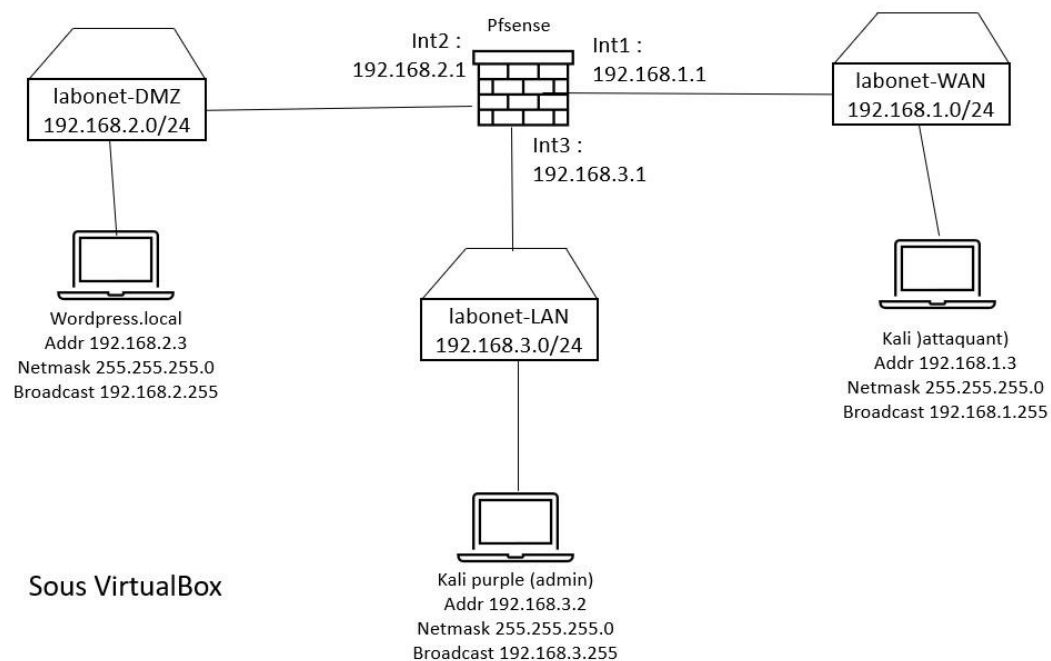 Pfsense
Int2 :
192.168.2.1
Int1 :
192.168.1.1
labonet-DMZ
192.168.2.0/24
labonet-WAN
192.168.1.0/24
Int3 :
192.168.3.1
Wordpress.local
Addr 192.168.2.3
Netmask 255.255.255.0
Broadcast 192.168.2.255
labonet-LAN
192.168.3.0/24
Kali )attaquant)
Addr 192.168.1.3
Netmask 255.255.255.0
Broadcast 192.168.1.255
Sous VirtualBox
Kali purple (admin)
Addr 192.168.3.2
Netmask 255.255.255.0
Broadcast 192.168.3.255